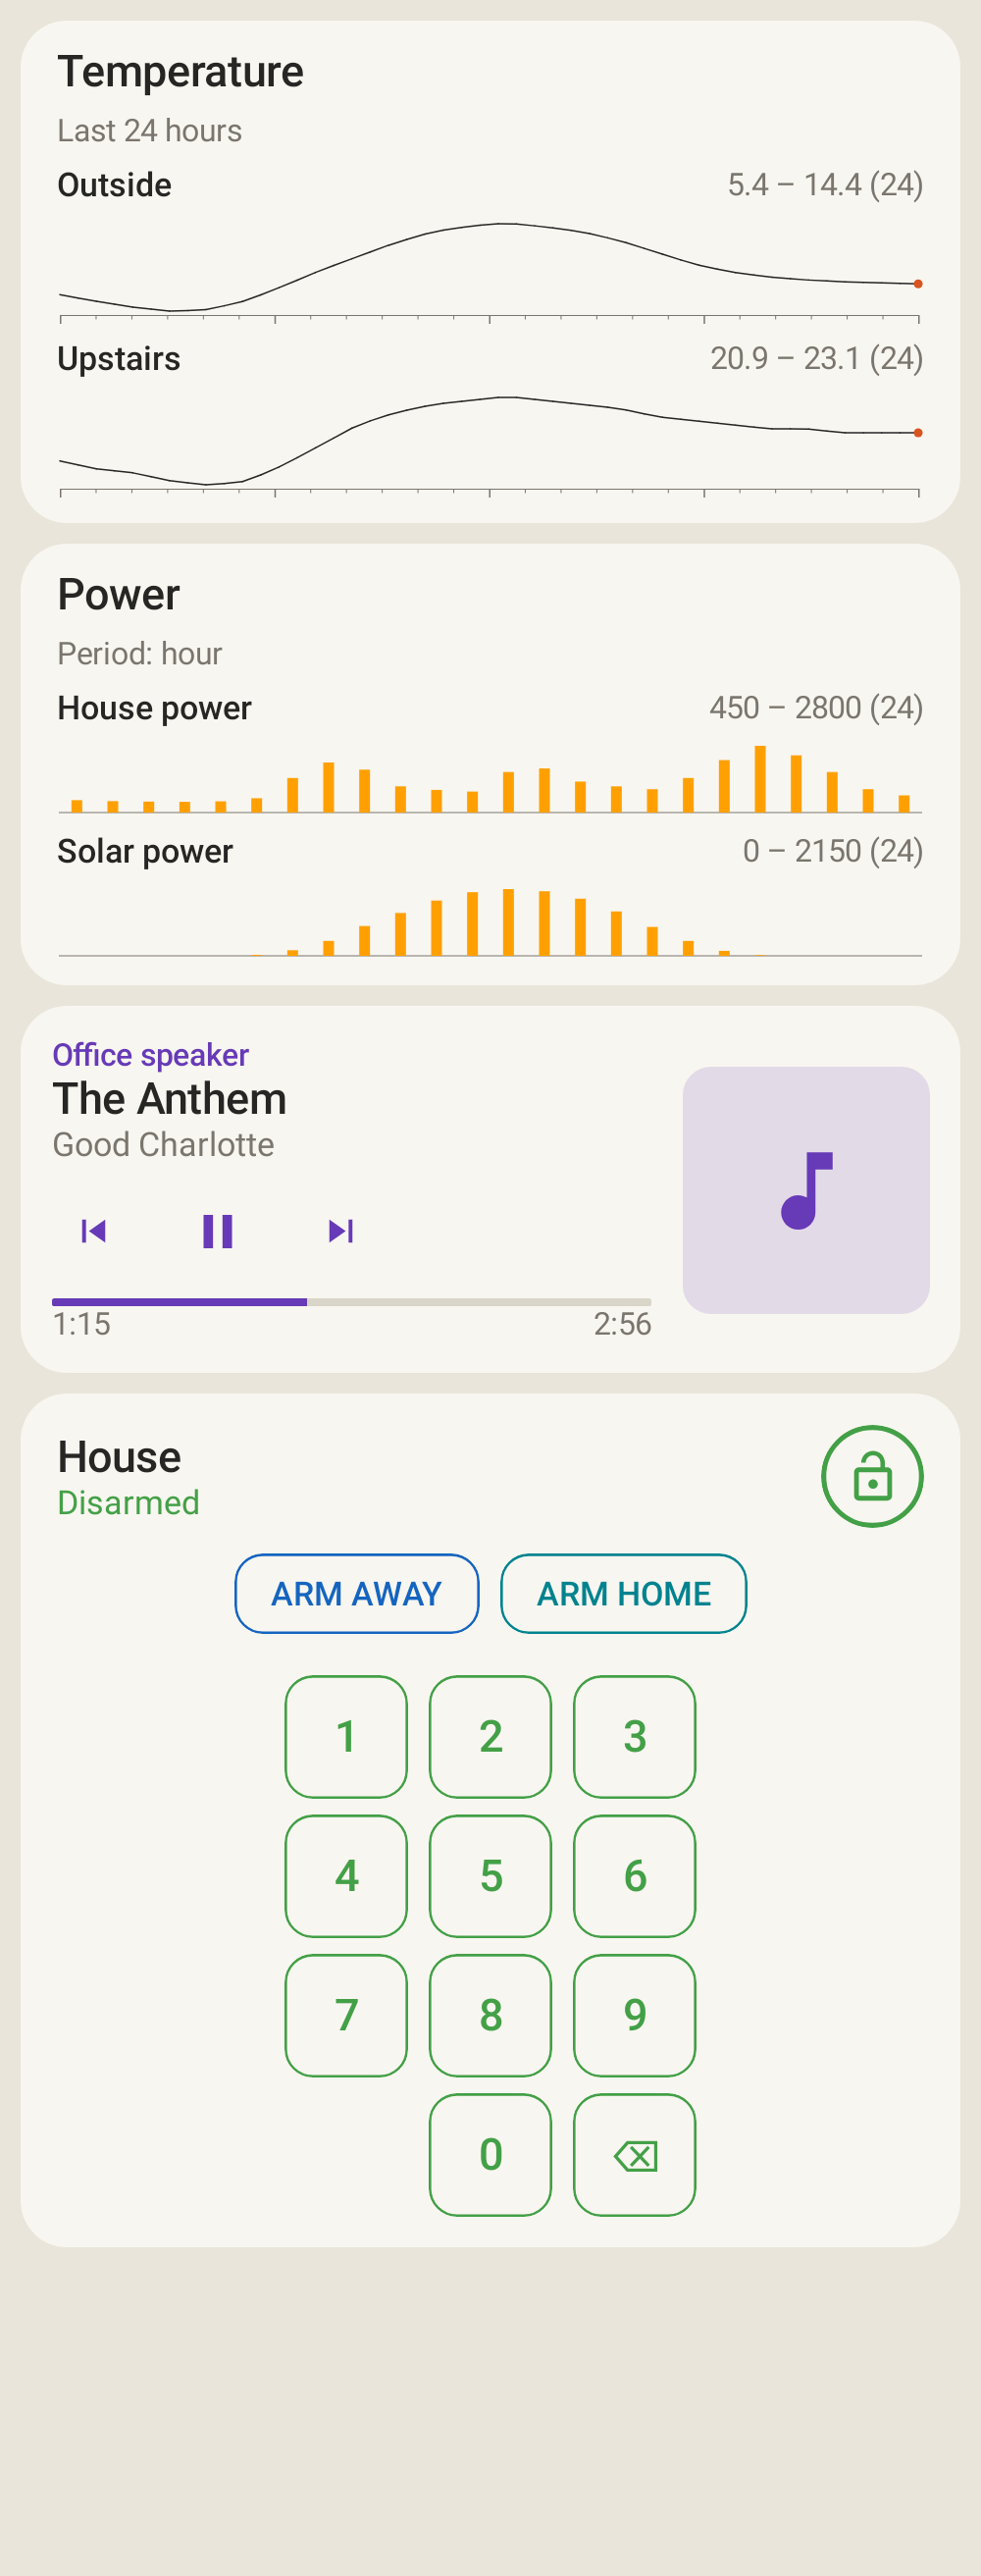 Temperature
Last 24 hours
Outside 5.4 – 14.4 (24)
Upstairs 20.9 – 23.1 (24)
Power
Period: hour
House power 450 – 2800 (24)
Solar power 0 – 2150 (24)
Office speaker
The Anthem
Good Charlotte
1:15 2:56
House
Disarmed
ARM AWAY ARM HOME
1 2 3
4 5 6
7 8 9
0